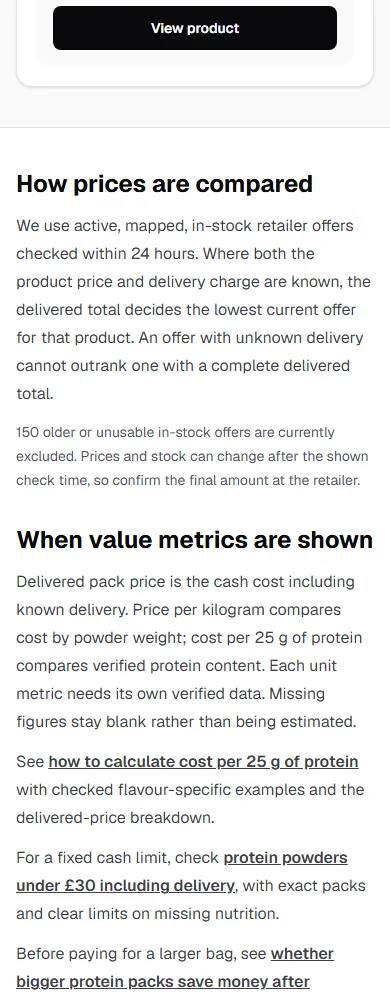 View product
How prices are compared
We use active, mapped, in-stock retailer offers
checked within 24 hours. Where both the
product price and delivery charge are known, the
delivered total decides the lowest current offer
for that product. An offer with unknown delivery
cannot outrank one with a complete delivered
total.
150 older or unusable in-stock offers are currently
excluded. Prices and stock can change after the shown
check time, so confirm the final amount at the retailer.
When value metrics are shown
Delivered pack price is the cash cost including
known delivery. Price per kilogram compares
cost by powder weight; cost per 25 g of protein
compares verified protein content. Each unit
metric needs its own verified data. Missing
figures stay blank rather than being estimated.
See how to calculate cost per 25 g of protein
with checked flavour-specific examples and the
delivered-price breakdown.
For a fixed cash limit, check protein powders
under £30 including delivery, with exact packs
and clear limits on missing nutrition.
Before paying for a larger bag, see whether
bigger protein packs save money after